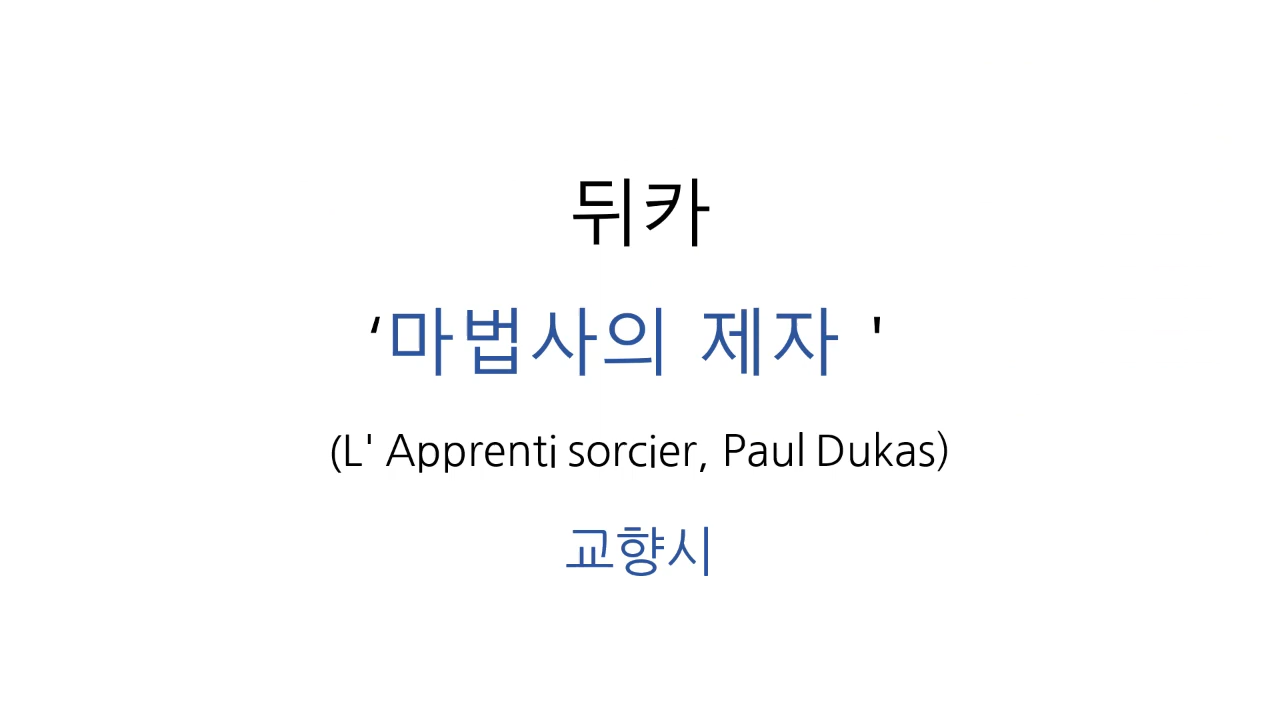 뒤카
‘마법사의 제자 '
(L' Apprenti sorcier, Paul Dukas)
교향시